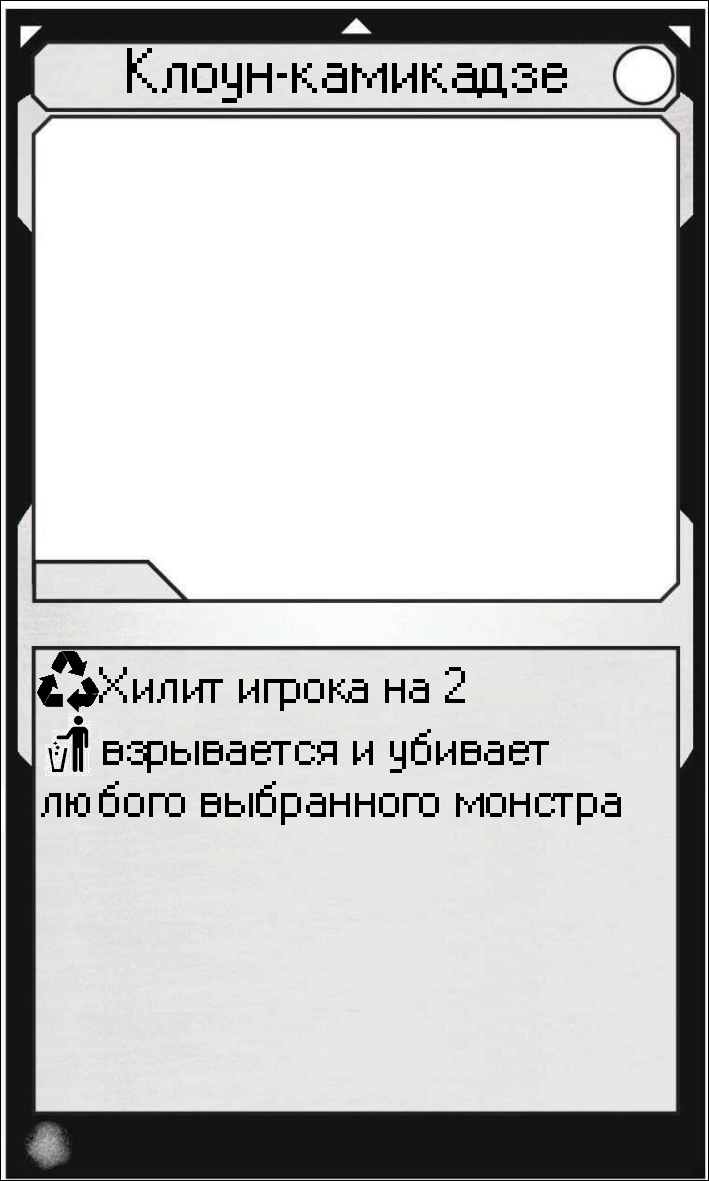 Клоун-камикадзе
Хилит игрока на 2
взрывается и убивает
любого выбранного монстра